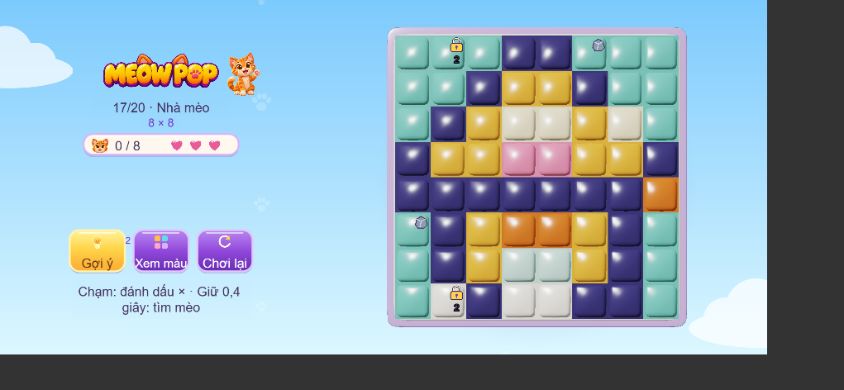 MEOW POP
17/20 · Nhà mèo
8 × 8
0 / 8
2
Gợi ý
Xem màu
Chơi lại
Chạm: đánh dấu × · Giữ 0,4
giây: tìm mèo
2
2